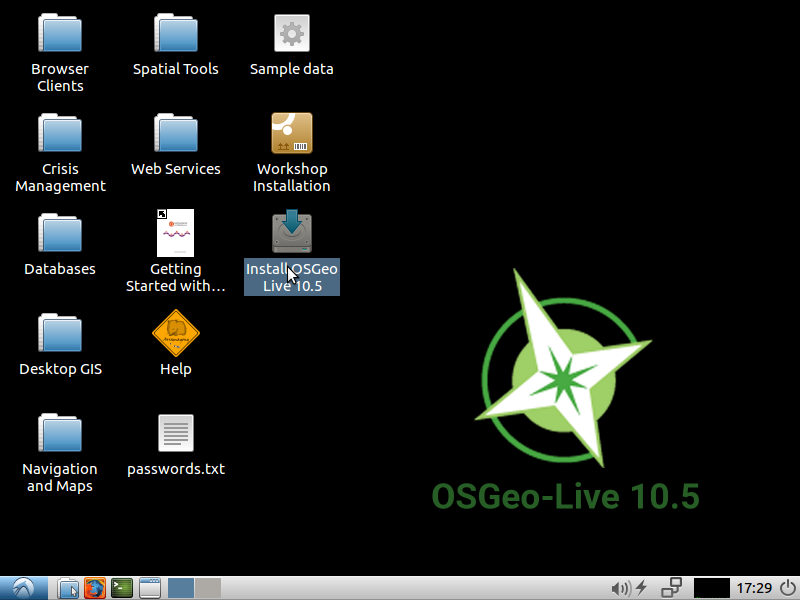 Browser
Clients
Spatial Tools
Sample data
Crisis
Management
Web Services
Workshop
Installation
Databases
Getting
Started with...
Install OSGeo
Live 10.5
Desktop GIS
Help
Navigation
and Maps
passwords.txt
OSGeo-Live 10.5
17:29